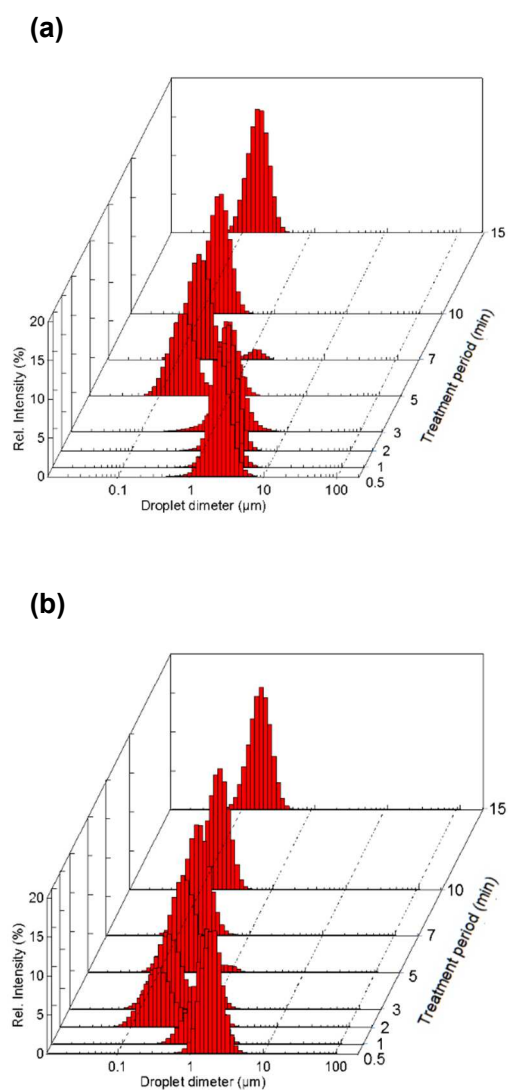 (a)
20
15
10
5
0
Rel. Intensity (%)
0.1 1 10 100
Droplet dimeter (µm)
15
10
7
5
3
2
1
0.5
Treatment period (min)
(b)
20
15
10
5
0
Rel. Intensity (%)
0.1 1 10 100
Droplet dimeter (µm)
15
10
7
5
3
2
1
0.5
Treatment period (min)